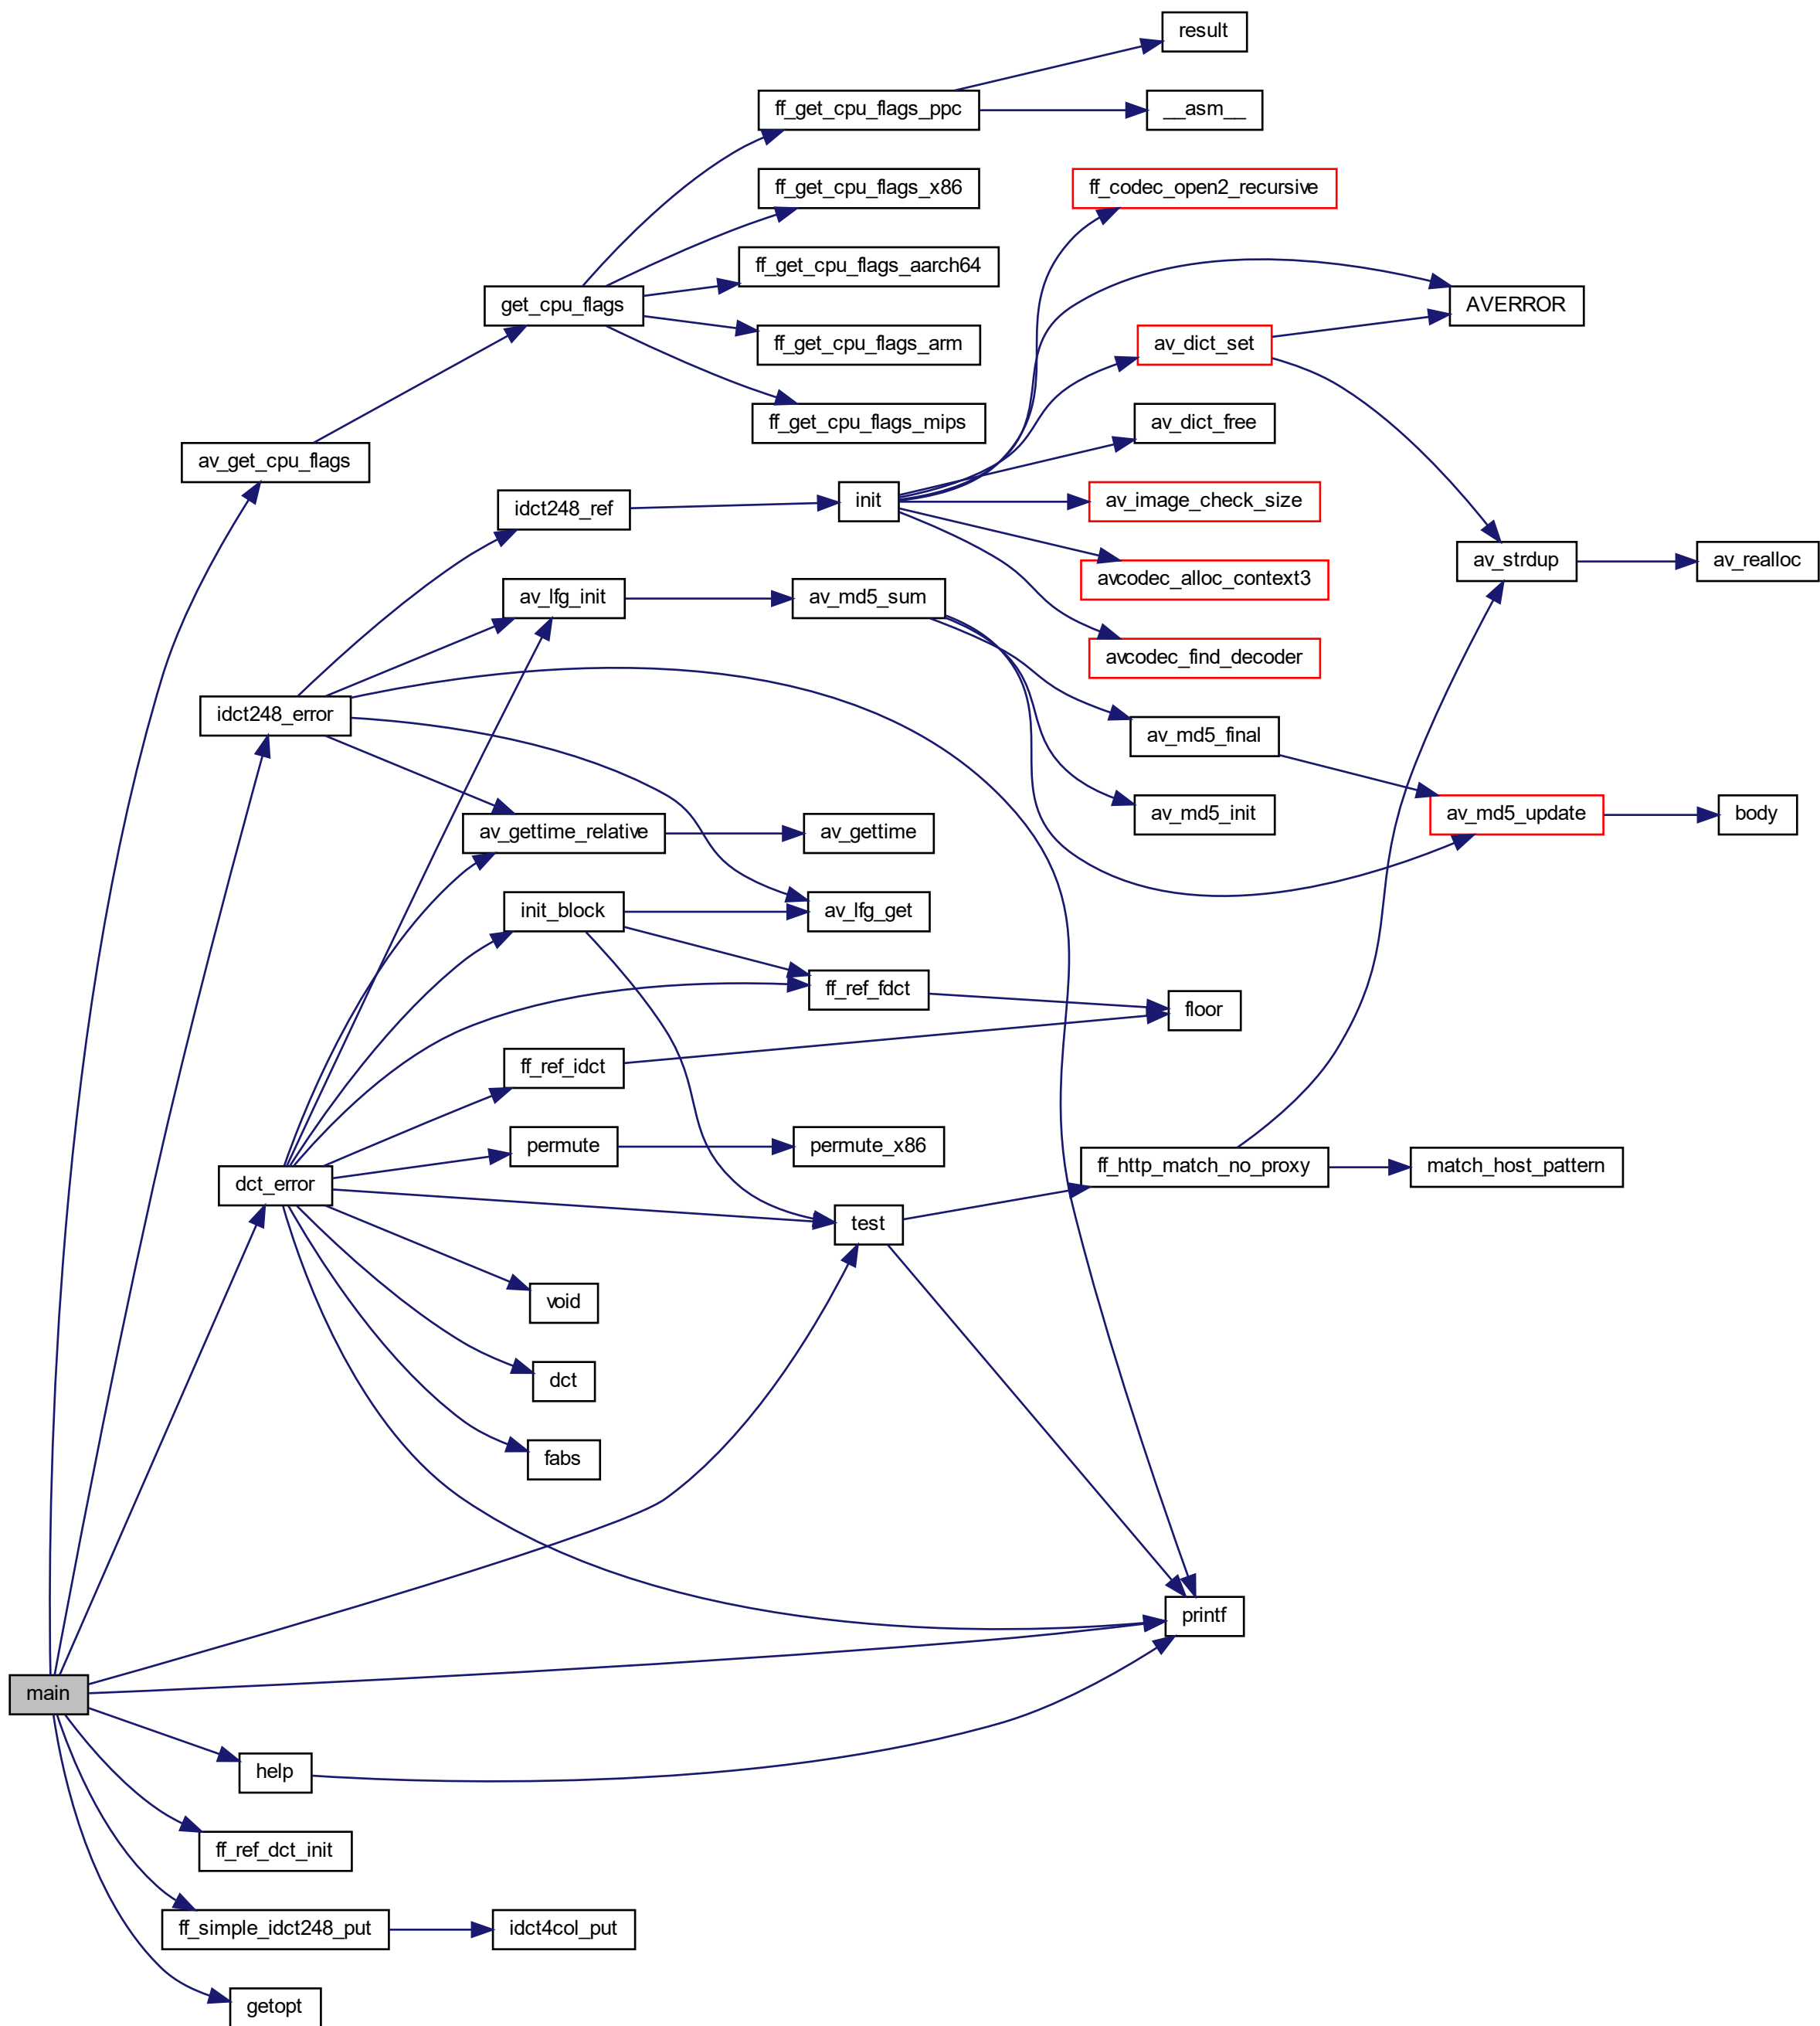 result
ff_get_cpu_flags_ppc
__asm__
ff_get_cpu_flags_x86
ff_codec_open2_recursive
ff_get_cpu_flags_aarch64
get_cpu_flags
AVERROR
ff_get_cpu_flags_arm
av_dict_set
ff_get_cpu_flags_mips
av_dict_free
av_get_cpu_flags
idct248_ref
init
av_image_check_size
av_strdup
av_realloc
avcodec_alloc_context3
av_lfg_init
av_md5_sum
avcodec_find_decoder
idct248_error
av_md5_final
av_gettime_relative
av_gettime
av_md5_init
av_md5_update
body
init_block
av_lfg_get
ff_ref_fdct
floor
ff_ref_idct
permute
permute_x86
ff_http_match_no_proxy
match_host_pattern
dct_error
test
void
dct
fabs
printf
main
help
ff_ref_dct_init
ff_simple_idct248_put
idct4col_put
getopt